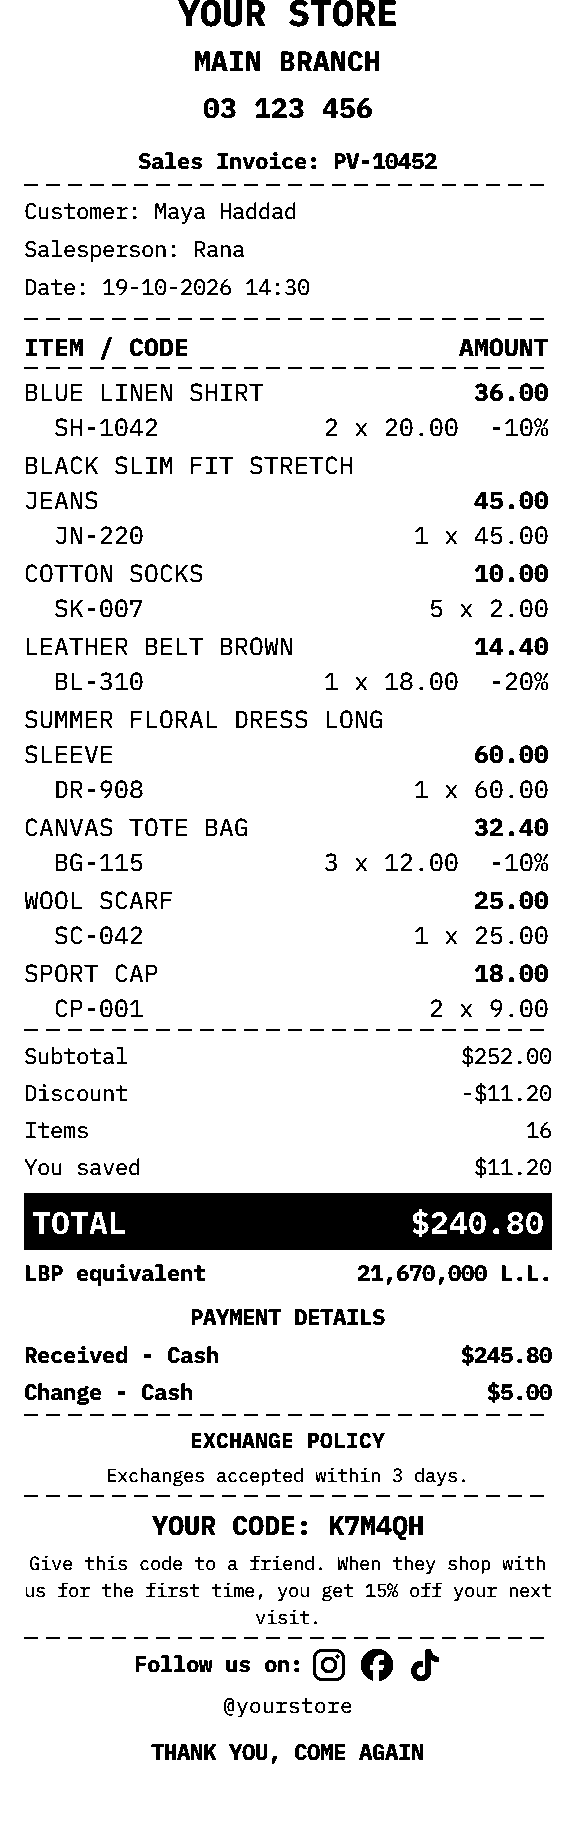 YOUR STORE
MAIN BRANCH
03 123 456
Sales Invoice: PV-10452
Customer: Maya Haddad
Salesperson: Rana
Date: 19-10-2026 14:30
ITEM / CODE AMOUNT
BLUE LINEN SHIRT 36.00
SH-1042 2 x 20.00 -10%
BLACK SLIM FIT STRETCH
JEANS 45.00
JN-220 1 x 45.00
COTTON SOCKS 10.00
SK-007 5 x 2.00
LEATHER BELT BROWN 14.40
BL-310 1 x 18.00 -20%
SUMMER FLORAL DRESS LONG
SLEEVE 60.00
DR-908 1 x 60.00
CANVAS TOTE BAG 32.40
BG-115 3 x 12.00 -10%
WOOL SCARF 25.00
SC-042 1 x 25.00
SPORT CAP 18.00
CP-001 2 x 9.00
Subtotal $252.00
Discount -$11.20
Items 16
You saved $11.20
TOTAL $240.80
LBP equivalent 21,670,000 L.L.
PAYMENT DETAILS
Received - Cash $245.80
Change - Cash $5.00
EXCHANGE POLICY
Exchanges accepted within 3 days.
YOUR CODE: K7M4QH
Give this code to a friend. When they shop with
us for the first time, you get 15% off your next
visit.
Follow us on:
@yourstore
THANK YOU, COME AGAIN